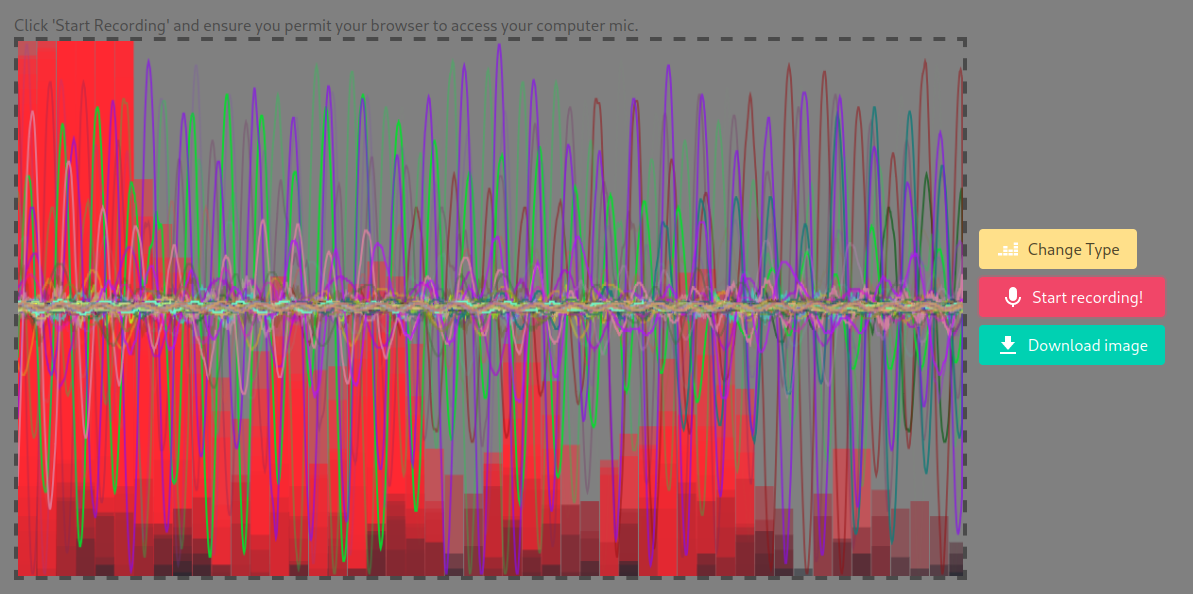 Click 'Start Recording' and ensure you permit your browser to access your computer mic.
Change Type
Start recording!
Download image